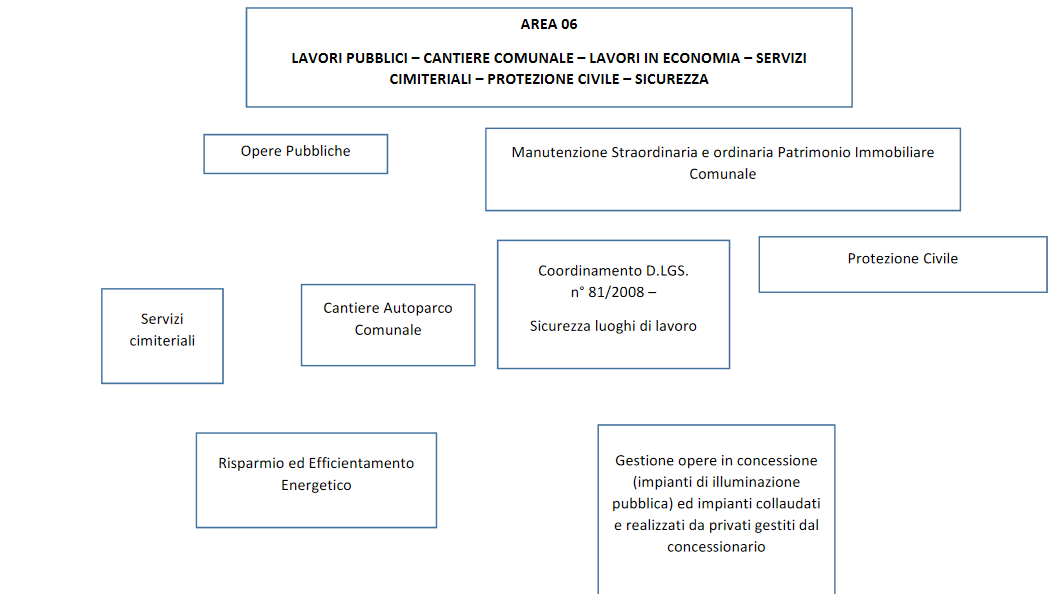 AREA 06
LAVORI PUBBLICI – CANTIERE COMUNALE – LAVORI IN ECONOMIA – SERVIZI
CIMITERIALI – PROTEZIONE CIVILE – SICUREZZA
Opere Pubbliche
Manutenzione Straordinaria e ordinaria Patrimonio Immobiliare
Comunale
Servizi
cimiteriali
Cantiere Autoparco
Comunale
Coordinamento D.LGS.
n° 81/2008 –
Sicurezza luoghi di lavoro
Protezione Civile
Risparmio ed Efficientamento
Energetico
Gestione opere in concessione
(impianti di illuminazione
pubblica) ed impianti collaudati
e realizzati da privati gestiti dal
concessionario